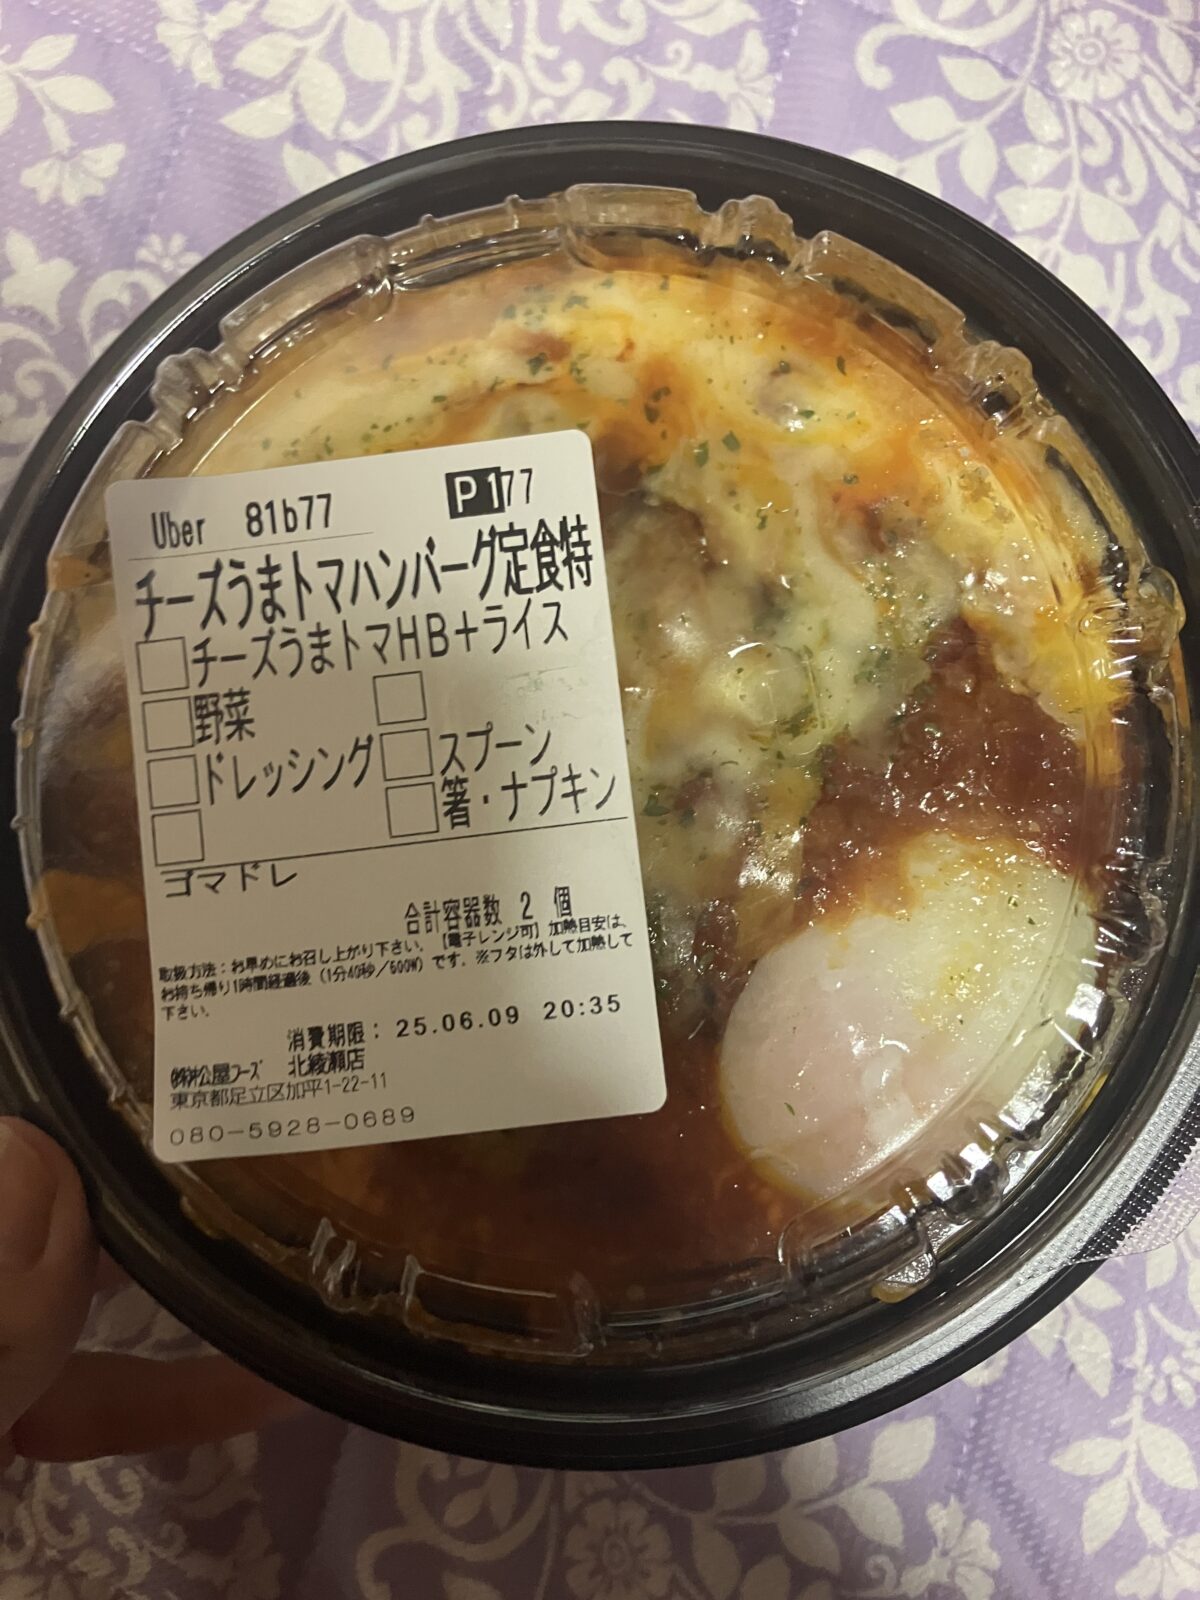 Uber 81b77 P177
チーズうまトマハンバーグ定食特
チーズうまトマHB+ライス
野菜
ドレッシング
スプーン
箸・ナプキン
ゴマドレ
合計容器数 2 個
取扱方法:お早めにお召し上がり下さい。【電子レンジ可】加熱目安は、
お持ち帰り1時間経過後(1分40秒/600W)です。※フタは外して加熱して
下さい。
消費期限: 25.06.09 20:35
㈱松屋フーズ 北綾瀬店
東京都足立区加平1-22-11
080-5928-0689